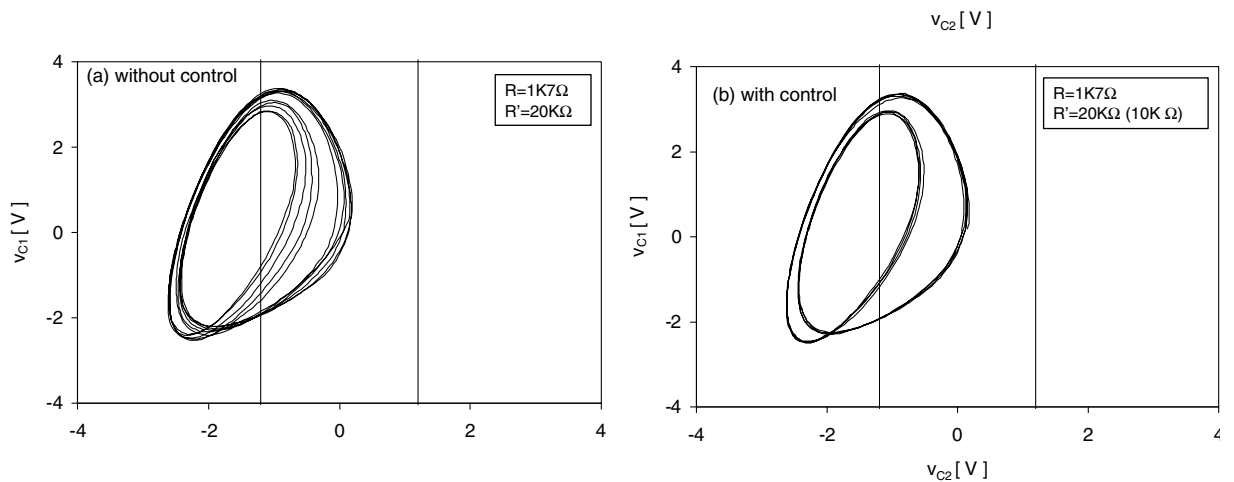 v_C2 [ V ]
(a) without control
R=1K7Ω
R'=20KΩ
4
2
0
-2
-4
v_C1 [ V ]
-4
-2
0
2
4
(b) with control
R=1K7Ω
R'=20KΩ (10K Ω)
4
2
0
-2
-4
v_C1 [ V ]
-4
-2
0
2
4
v_C2 [ V ]